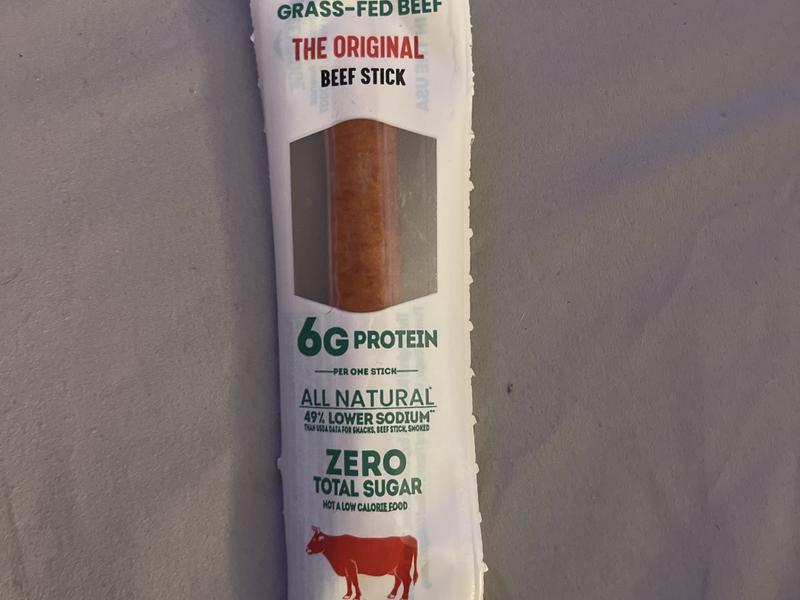 GRASS-FED BEEF
THE ORIGINAL
BEEF STICK
6G PROTEIN
PER ONE STICK
ALL NATURAL*
49% LOWER SODIUM**
THAN USDA DATA FOR SNACKS, BEEF STICK, SMOKED
ZERO
TOTAL SUGAR
NOT A LOW CALORIE FOOD